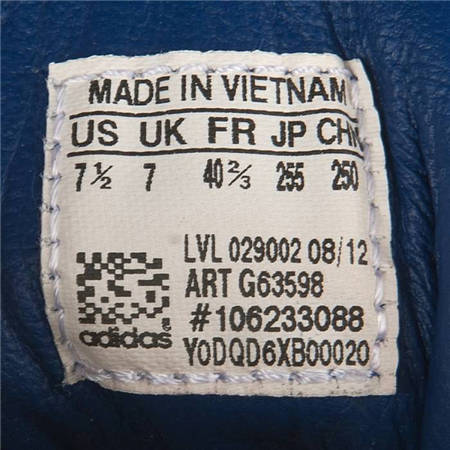 MADE IN VIETNAM
US UK FR JP CHN
7½ 7 40⅔ 255 250
LVL 029002 08/12
ART G63598
#106233088
adidas
Y0DQD6XB00020